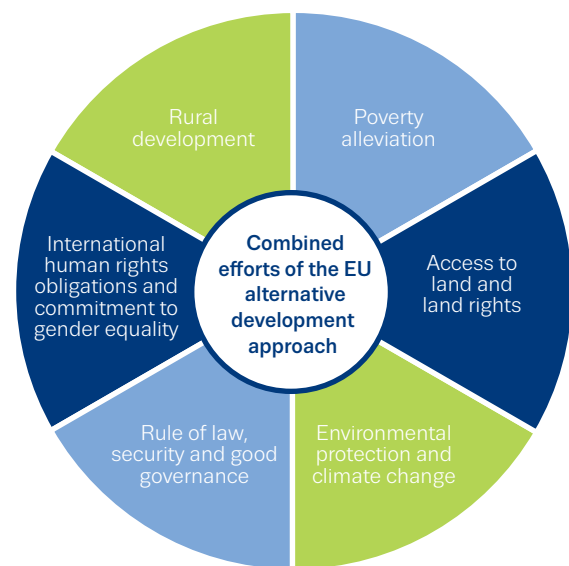 Rural
development
Poverty
alleviation
International
human rights
obligations and
commitment to
gender equality
Combined
efforts of the EU
alternative
development
approach
Access to
land and
land rights
Rule of law,
security and good
governance
Environmental
protection and
climate change